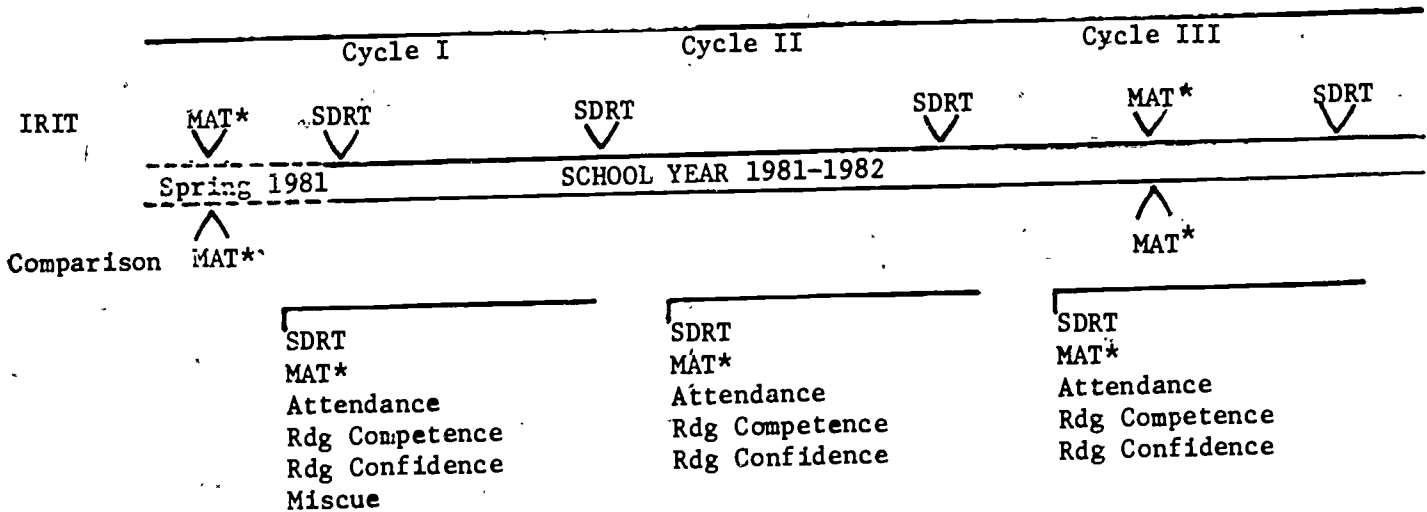 Cycle I Cycle II Cycle III
IRIT MAT* SDRT SDRT SDRT MAT* SDRT
Spring 1981 SCHOOL YEAR 1981-1982
Comparison MAT* MAT*
SDRT SDRT SDRT
MAT* MAT* MAT*
Attendance Attendance Attendance
Rdg Competence Rdg Competence Rdg Competence
Rdg Confidence Rdg Confidence Rdg Confidence
Miscue